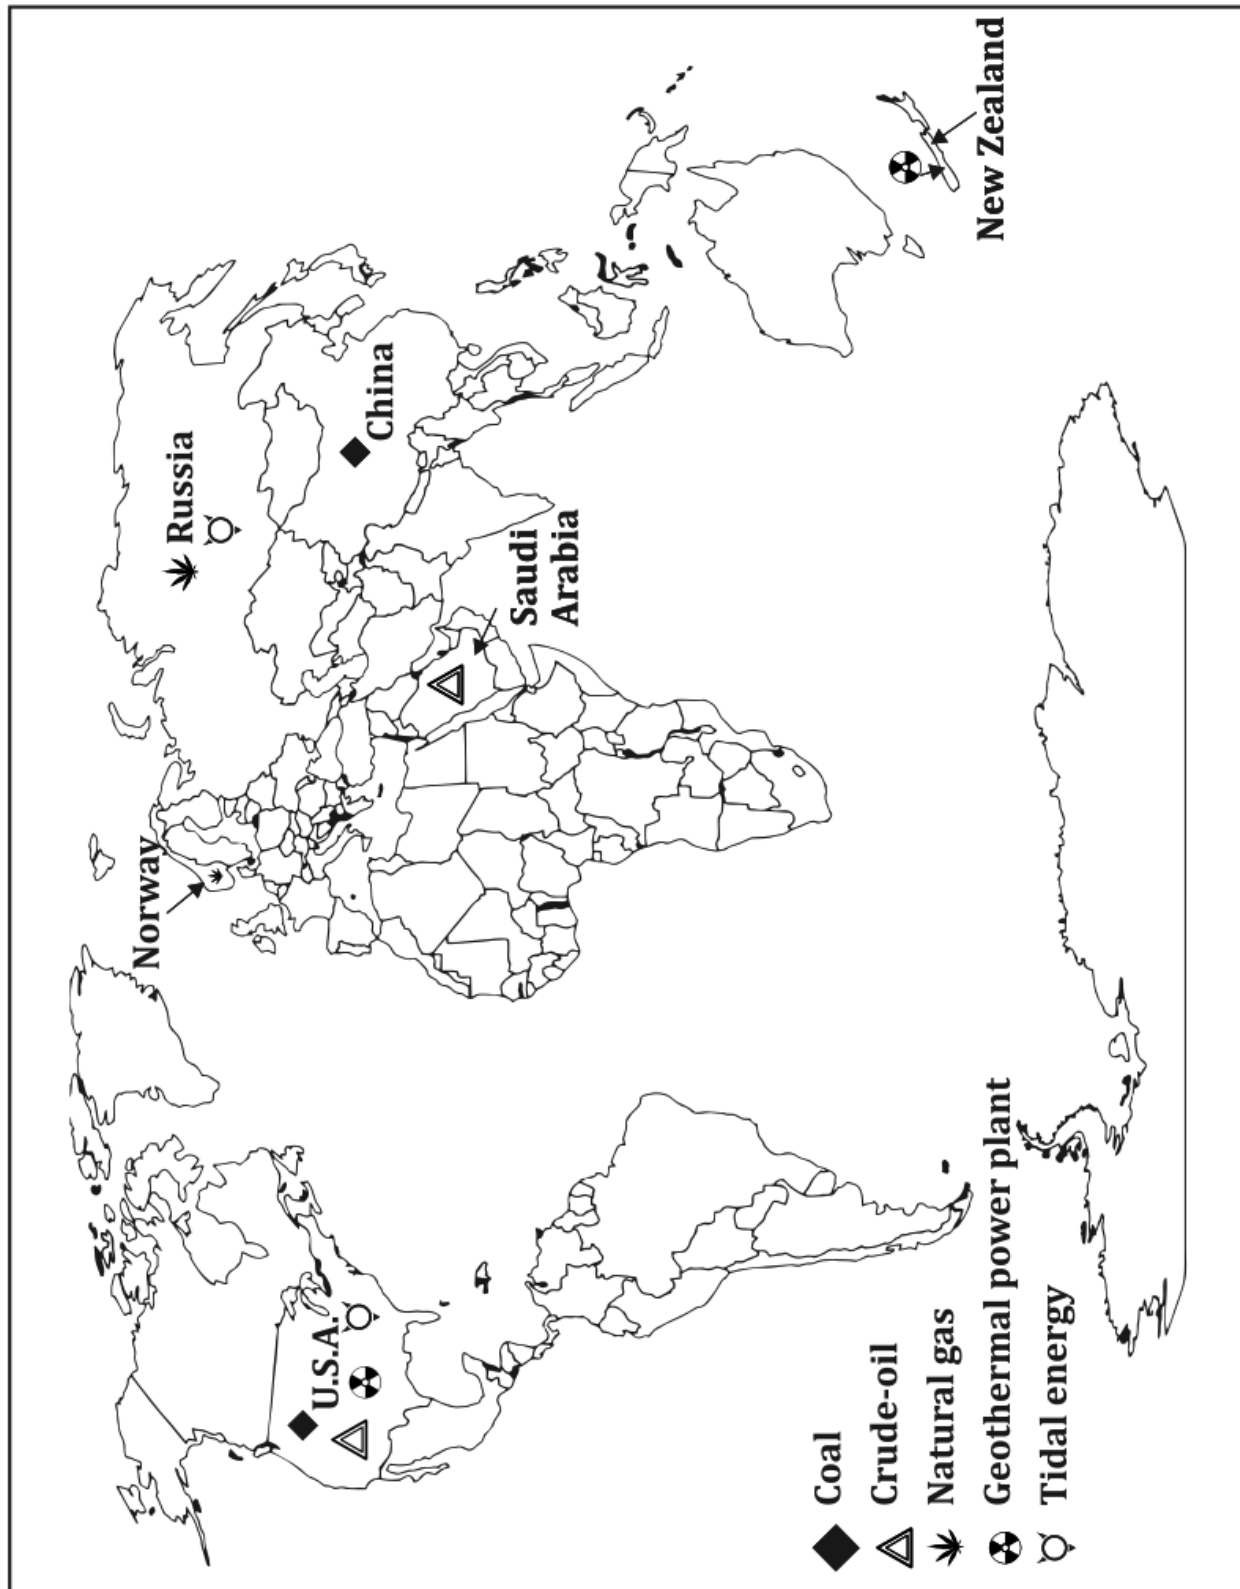 Norway
Russia
China
U.S.A.
Saudi
Arabia
New Zealand
Coal
Crude-oil
Natural gas
Geothermal power plant
Tidal energy